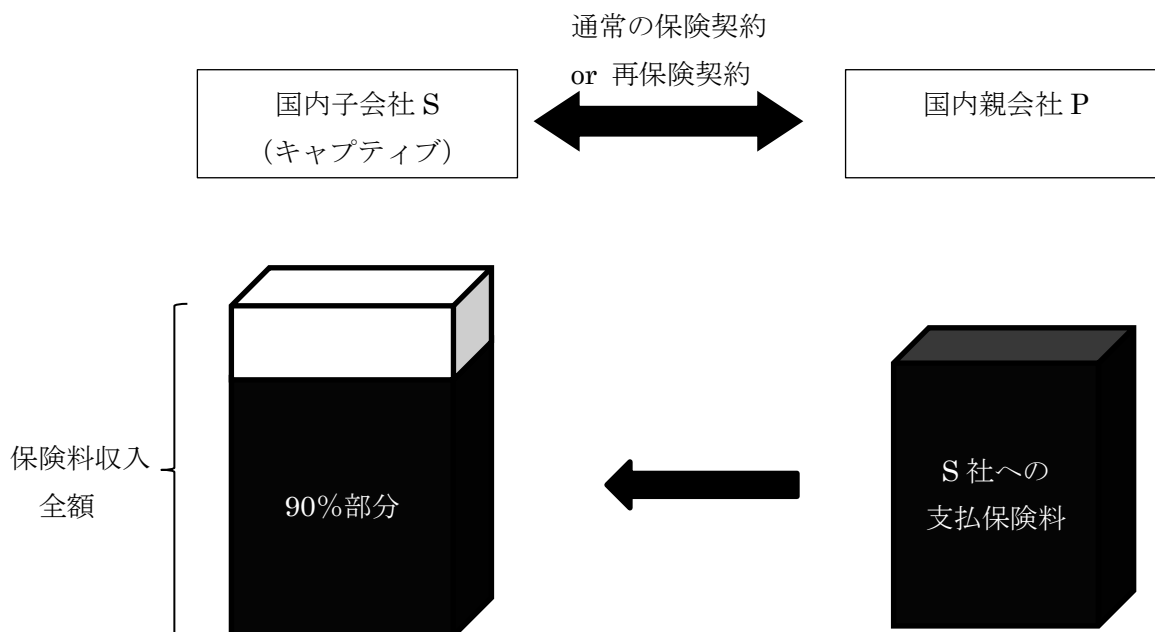 通常の保険契約
or 再保険契約
国内子会社 S
（キャプティブ）
国内親会社 P
保険料収入
全額
90%部分
S 社への
支払保険料